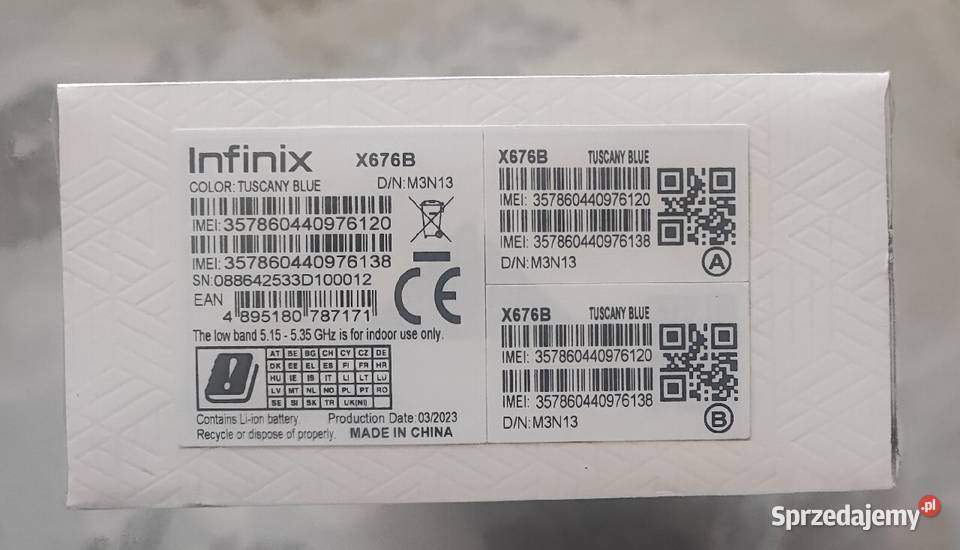 Infinix X676B
COLOR: TUSCANY BLUE D/N: M3N13
IMEI: 357860440976120
IMEI: 357860440976138
SN:088642533D100012
EAN
4 895180 787171
The low band 5.15 - 5.35 GHz is for indoor use only.
AT BE BG CH CY CZ DE
DK EE EL ES FI FR HR
HU IE IS IT LI LT LU
LV MT NL NO PL PT RO
SE SI SK TR UK(NI)
Contains Li-ion battery. Production Date: 03/2023
Recycle or dispose of properly. MADE IN CHINA
CE
X676B TUSCANY BLUE
IMEI: 357860440976120
IMEI: 357860440976138
D/N: M3N13
A
X676B TUSCANY BLUE
IMEI: 357860440976120
IMEI: 357860440976138
D/N: M3N13
B
Sprzedajemy.pl